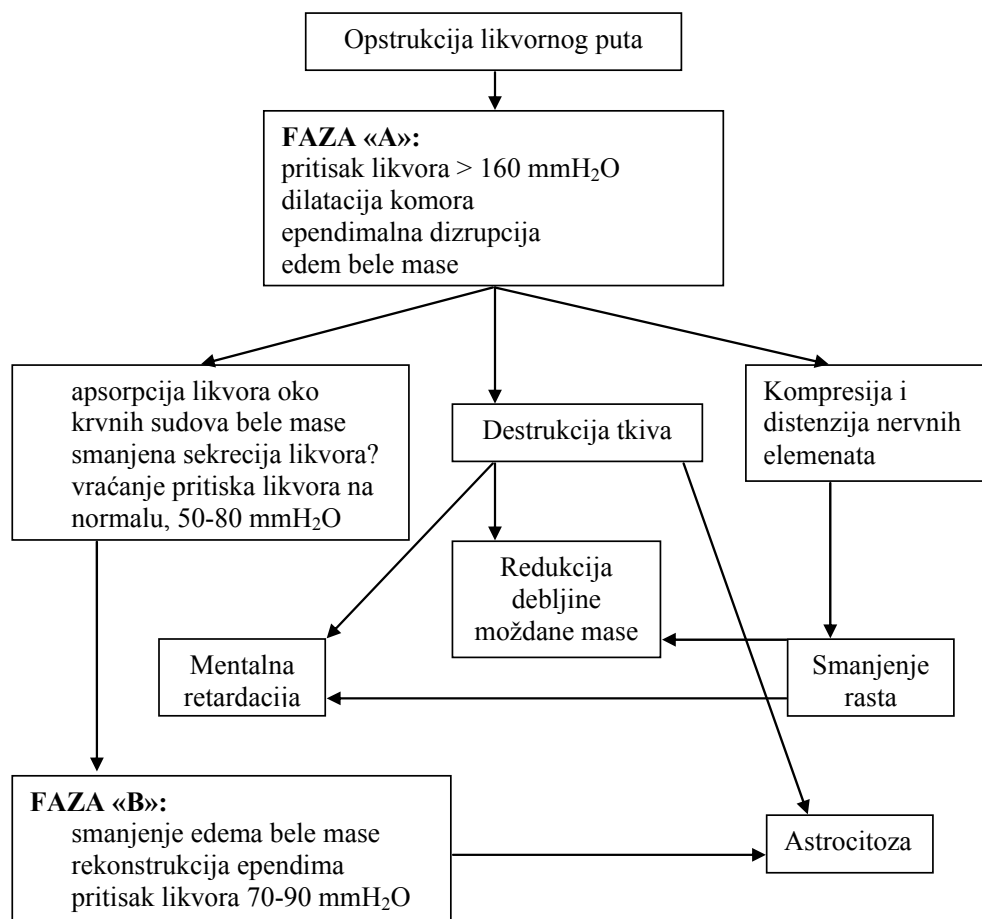 Opstrukcija likvornog puta
FAZA «A»:
pritisak likvora > 160 mmH₂O
dilatacija komora
ependimalna dizrupcija
edem bele mase
apsorpcija likvora oko
krvnih sudova bele mase
smanjena sekrecija likvora?
vraćanje pritiska likvora na
normalu, 50-80 mmH₂O
Destrukcija tkiva
Kompresija i
distenzija nervnih
elemenata
Redukcija
debljine
moždane mase
Mentalna
retardacija
Smanjenje
rasta
FAZA «B»:
smanjenje edema bele mase
rekonstrukcija ependima
pritisak likvora 70-90 mmH₂O
Astrocitoza